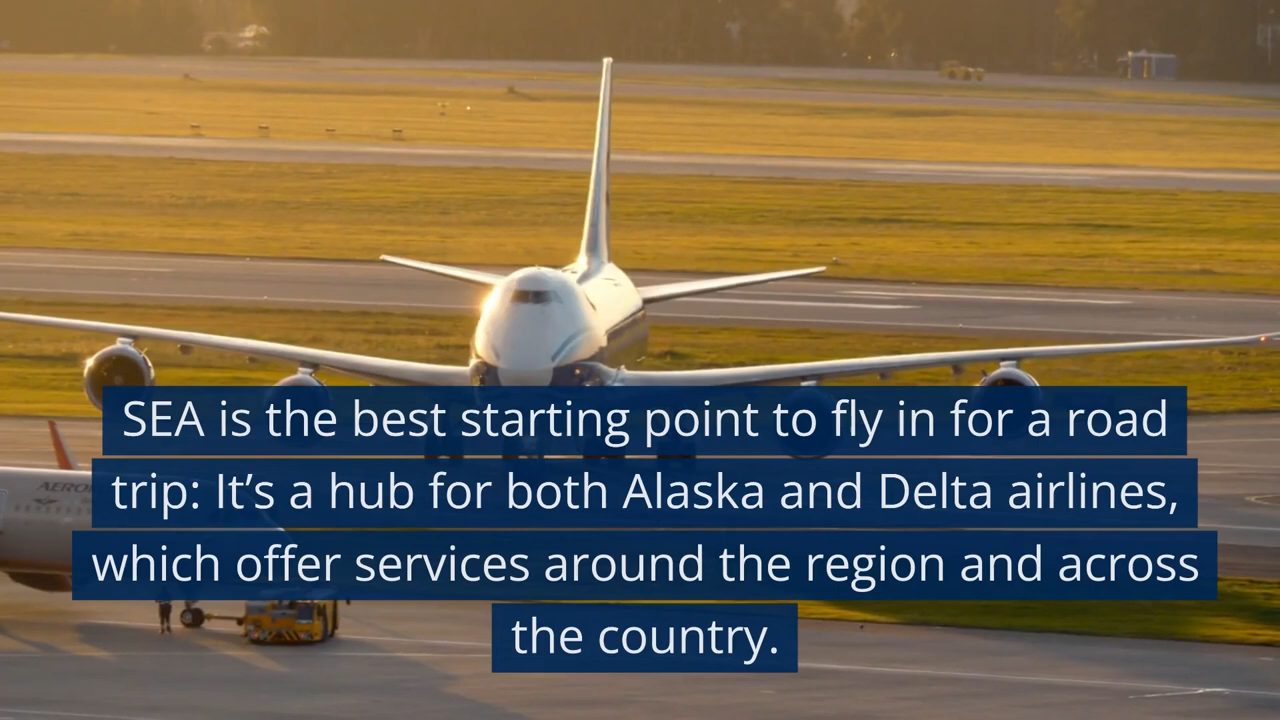 SEA is the best starting point to fly in for a road
trip: It’s a hub for both Alaska and Delta airlines,
which offer services around the region and across
the country.